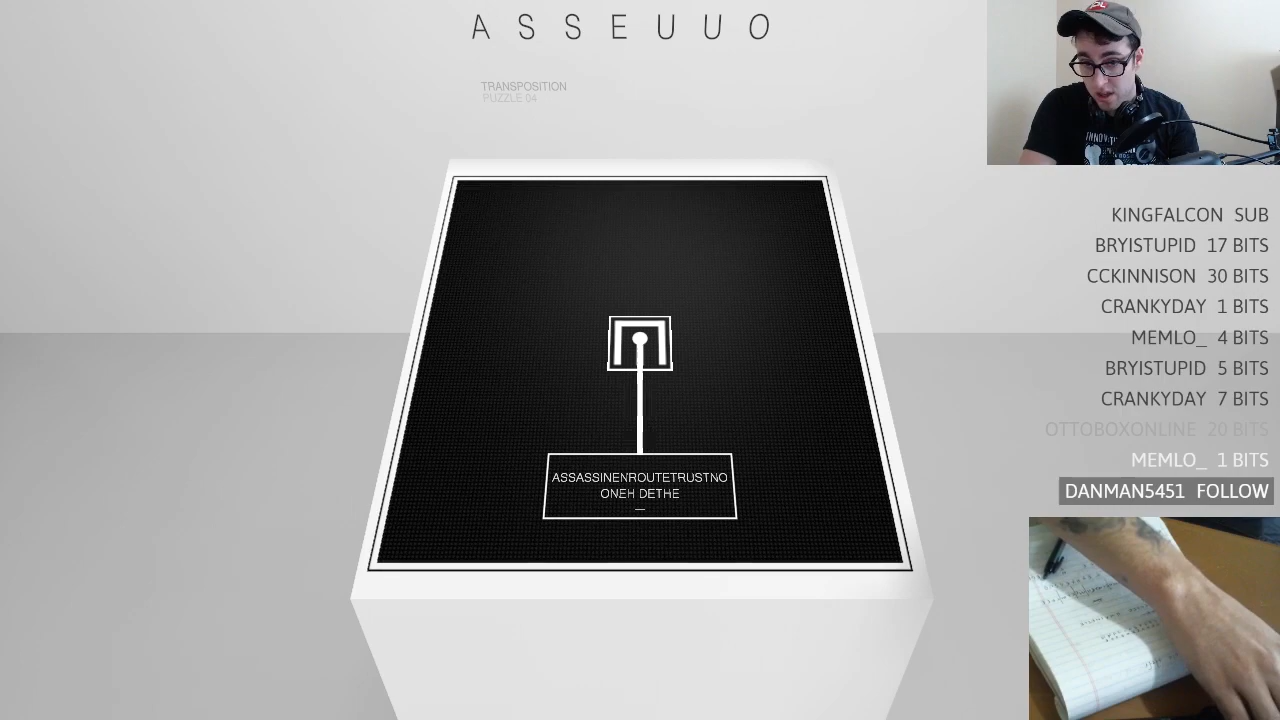 A S S E U U O
TRANSPOSITION
PUZZLE 04
ASSASSINENROUTETRUSTNO
ONEH DETHE
_
KINGFALCON SUB
BRYISTUPID 17 BITS
CCKINNISON 30 BITS
CRANKYDAY 1 BITS
MEMLO_ 4 BITS
BRYISTUPID 5 BITS
CRANKYDAY 7 BITS
OTTOBOXONLINE 20 BITS
MEMLO_ 1 BITS
DANMAN5451 FOLLOW